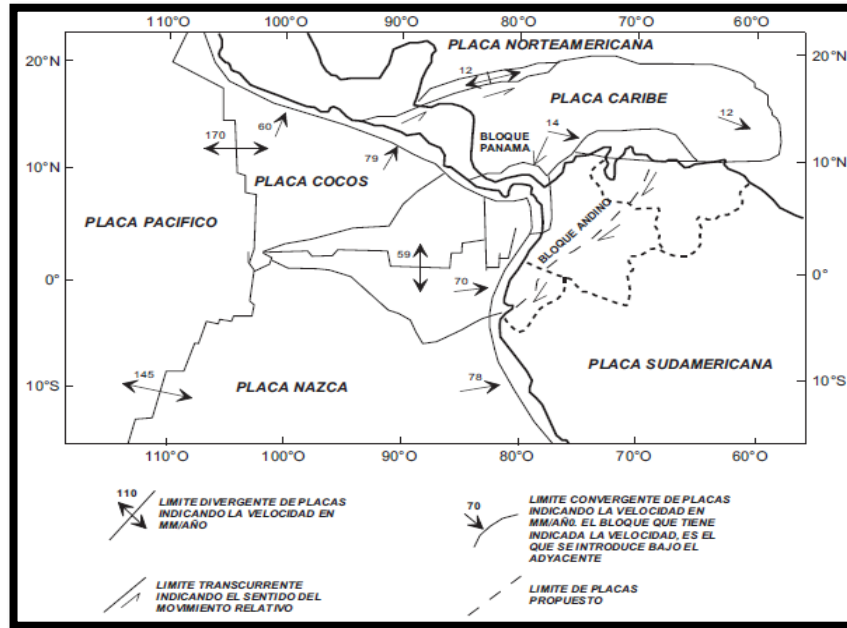 110°O 100°O 90°O 80°O 70°O 60°O
PLACA NORTEAMERICANA
20°N 20°N
12
PLACA CARIBE
12
60
14
170
BLOQUE
PANAMA
79
10°N 10°N
PLACA COCOS
PLACA PACIFICO
BLOQUE ANDINO
59
0° 0°
70
PLACA SUDAMERICANA
145
PLACA NAZCA
78
10°S 10°S
110°O 100°O 90°O 80°O 70°O 60°O
110
LIMITE DIVERGENTE DE PLACAS
INDICANDO LA VELOCIDAD EN
MM/AÑO
70
LIMITE CONVERGENTE DE PLACAS
INDICANDO LA VELOCIDAD EN
MM/AÑ0. EL BLOQUE QUE TIENE
INDICADA LA VELOCIDAD, ES EL
QUE SE INTRODUCE BAJO EL
ADYACENTE
LIMITE TRANSCURRENTE
INDICANDO EL SENTIDO DEL
MOVIMIENTO RELATIVO
LIMITE DE PLACAS
PROPUESTO